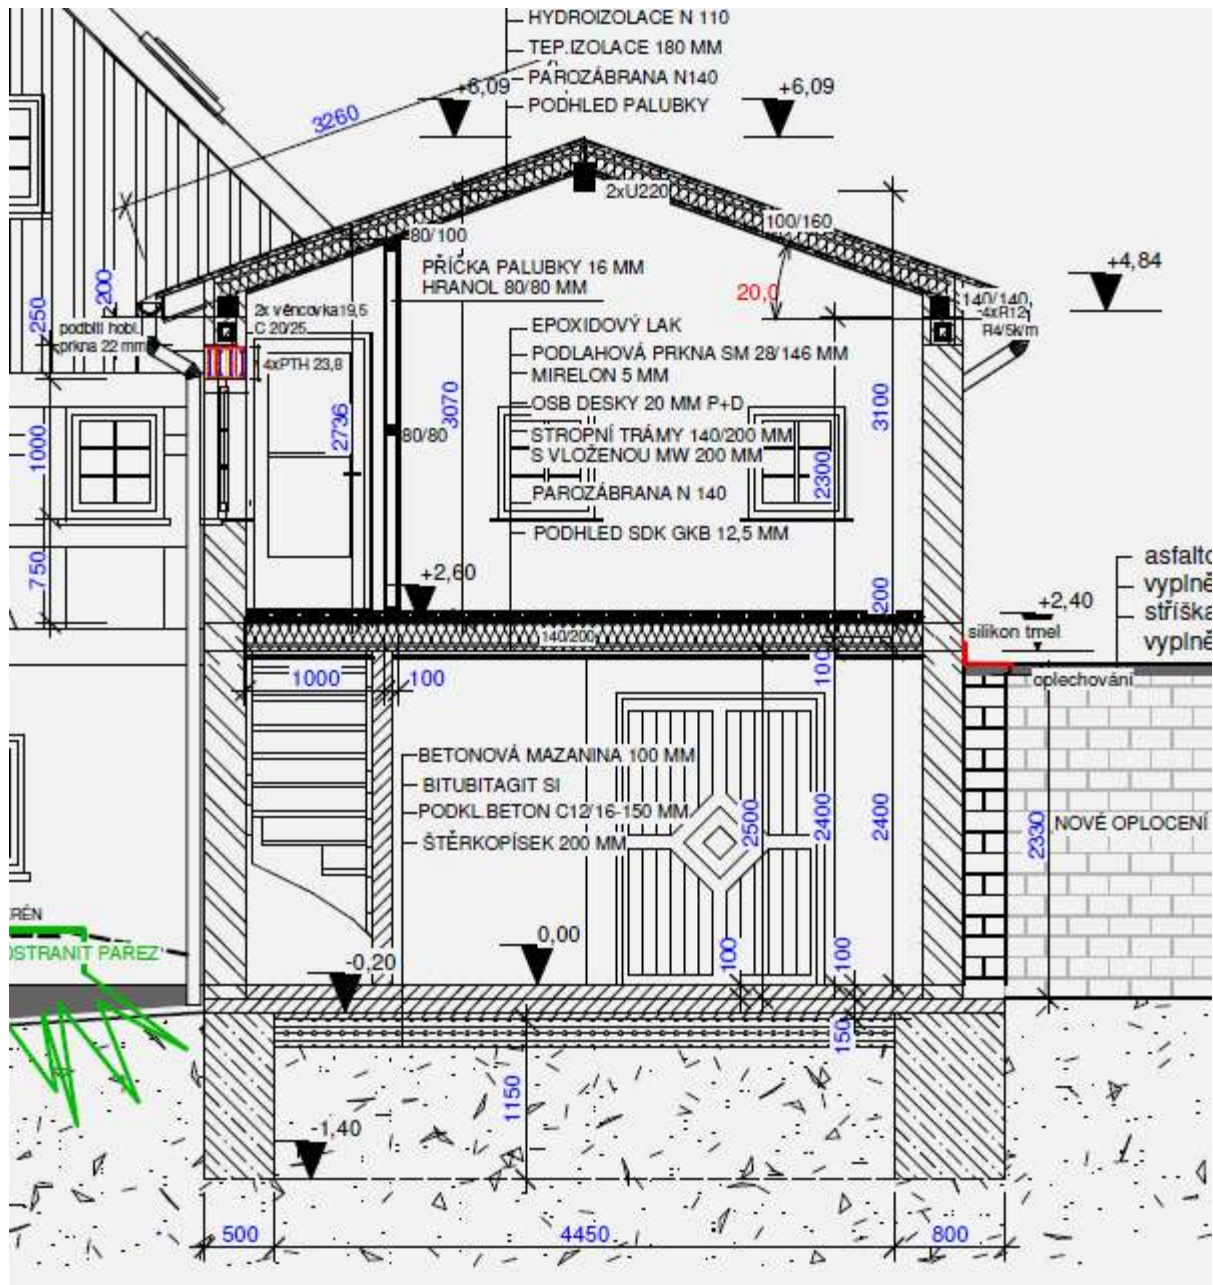 HYDROIZOLACE N 110
TEP.IZOLACE 180 MM
PAROZÁBRANA N140
PODHLED PALUBKY
+6,09
+6,09
3260
2xU220
100/160
80/100
PŘÍČKA PALUBKY 16 MM
HRANOL 80/80 MM
20,0
+4,84
140/140
4xR12
R4/5k/m
200
250
podbití hobl.
prkna 22 mm
2x věncovka19,5
C 20/25
4xPTH 23,8
EPOXIDOVÝ LAK
PODLAHOVÁ PRKNA SM 28/146 MM
MIRELON 5 MM
OSB DESKY 20 MM P+D
STROPNÍ TRÁMY 140/200 MM
S VLOŽENOU MW 200 MM
PAROZÁBRANA N 140
PODHLED SDK GKB 12,5 MM
2736
3070
3100
80/80
2300
1000
750
+2,60
200
+2,40
silikon tmel
asfalto
vyplně
stříška
vyplně
140/200
1000
100
100
oplechování
BETONOVÁ MAZANINA 100 MM
BITUBITAGIT SI
PODKL.BETON C12/16-150 MM
ŠTĚRKOPÍSEK 200 MM
2500
2400
2400
2330
NOVÉ OPLOCENÍ
RÉN
OSTRANIT PAŘEZ
-0,20
0,00
100
100
150
1150
-1,40
500
4450
800